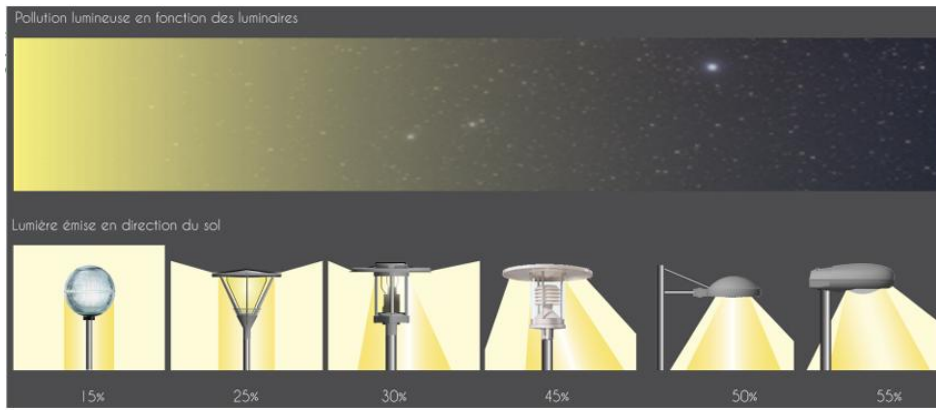 Pollution lumineuse en fonction des luminaires
Lumière émise en direction du sol
15% 25% 30% 45% 50% 55%